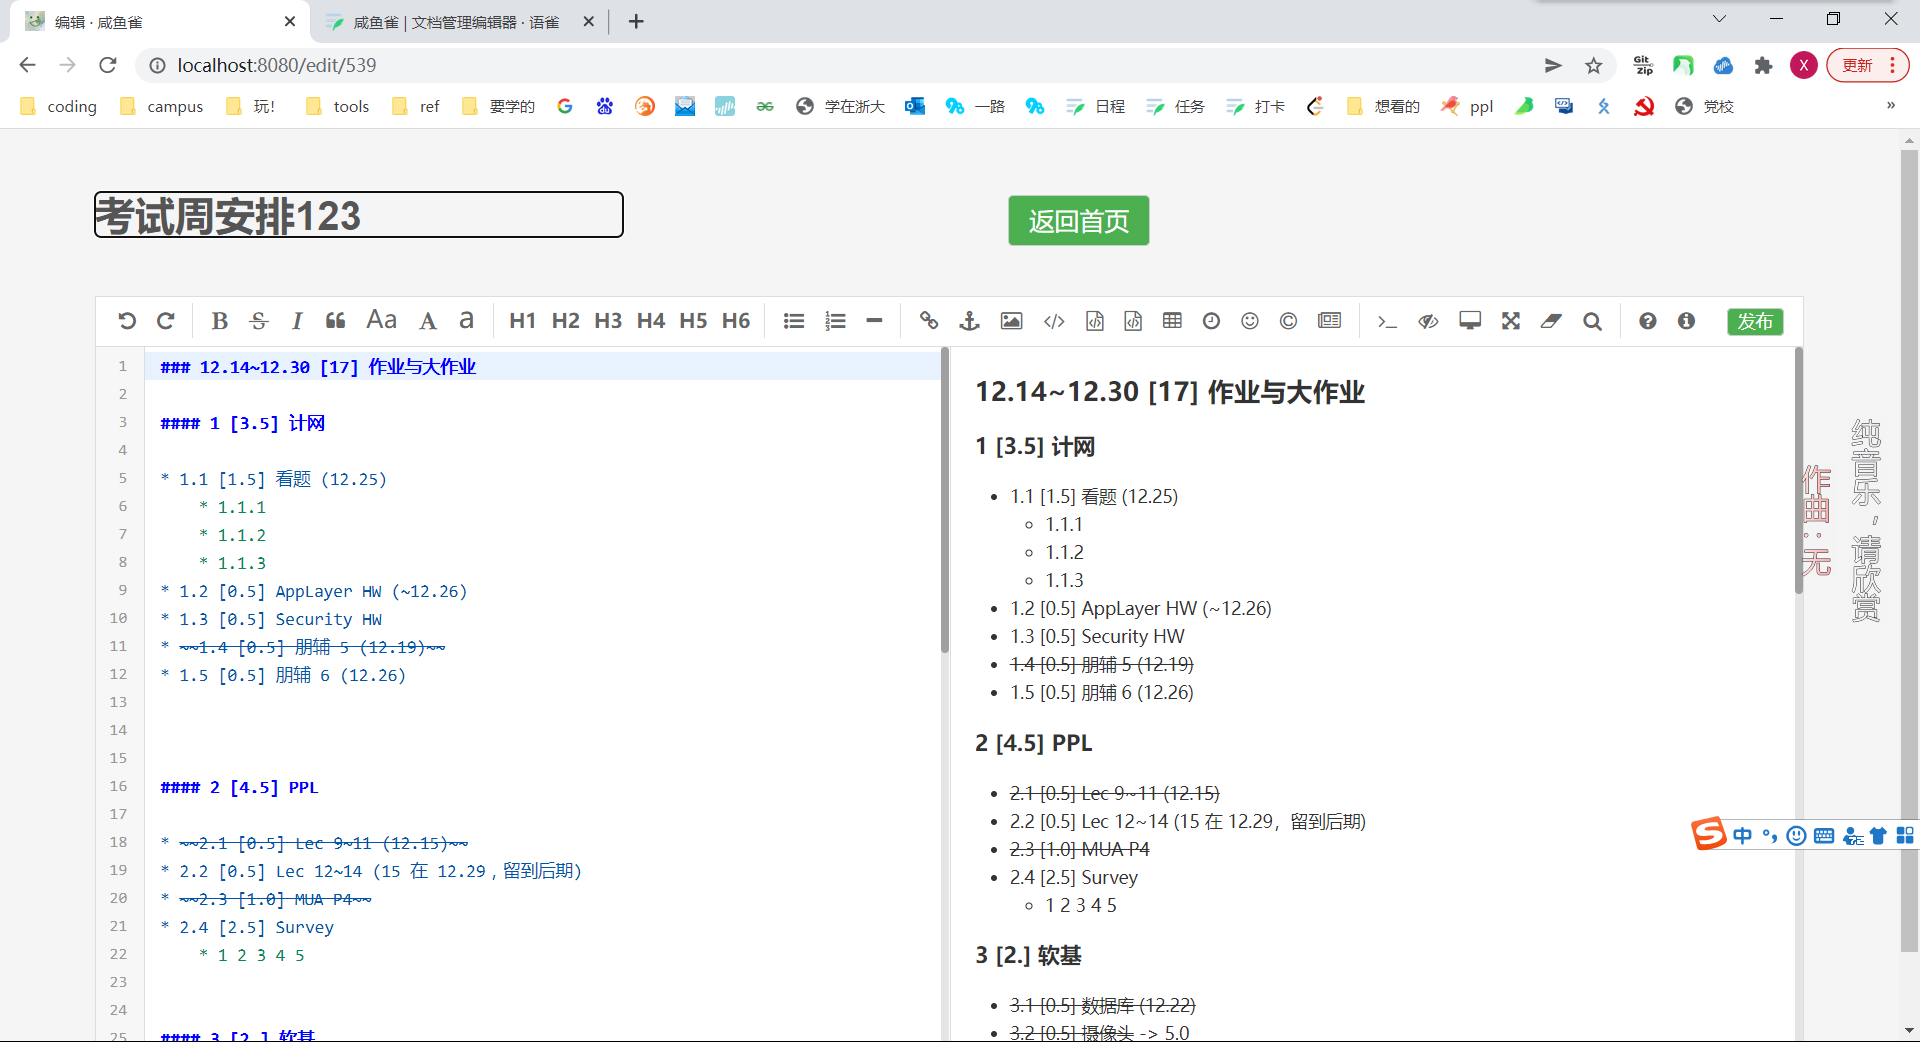 编辑 · 咸鱼雀
咸鱼雀 | 文档管理编辑器 · 语雀
localhost:8080/edit/539
Git Zip
X
更新
coding
campus
玩！
tools
ref
要学的
学在浙大
一路
日程
任务
打卡
想看的
ppl
党校
»
考试周安排123
返回首页
B S I Aa A a H1 H2 H3 H4 H5 H6 发布
1 ### 12.14~12.30 [17] 作业与大作业
2
3 #### 1 [3.5] 计网
4
5 * 1.1 [1.5] 看题 (12.25)
6 * 1.1.1
7 * 1.1.2
8 * 1.1.3
9 * 1.2 [0.5] AppLayer HW (~12.26)
10 * 1.3 [0.5] Security HW
11 * ~~1.4 [0.5] 朋辅 5 (12.19)~~
12 * 1.5 [0.5] 朋辅 6 (12.26)
13
14
15
16 #### 2 [4.5] PPL
17
18 * ~~2.1 [0.5] Lec 9~11 (12.15)~~
19 * 2.2 [0.5] Lec 12~14 (15 在 12.29，留到后期)
20 * ~~2.3 [1.0] MUA P4~~
21 * 2.4 [2.5] Survey
22 * 1 2 3 4 5
23
24
25 #### 3 [2.] 软基
12.14~12.30 [17] 作业与大作业
1 [3.5] 计网
• 1.1 [1.5] 看题 (12.25)
◦ 1.1.1
◦ 1.1.2
◦ 1.1.3
• 1.2 [0.5] AppLayer HW (~12.26)
• 1.3 [0.5] Security HW
• 1.4 [0.5] 朋辅 5 (12.19)
• 1.5 [0.5] 朋辅 6 (12.26)
2 [4.5] PPL
• 2.1 [0.5] Lec 9~11 (12.15)
• 2.2 [0.5] Lec 12~14 (15 在 12.29，留到后期)
• 2.3 [1.0] MUA P4
• 2.4 [2.5] Survey
◦ 1 2 3 4 5
3 [2.] 软基
• 3.1 [0.5] 数据库 (12.22)
• 3.2 [0.5] 摄像头 -> 5.0
纯音乐，请欣赏
作曲：无
S 中